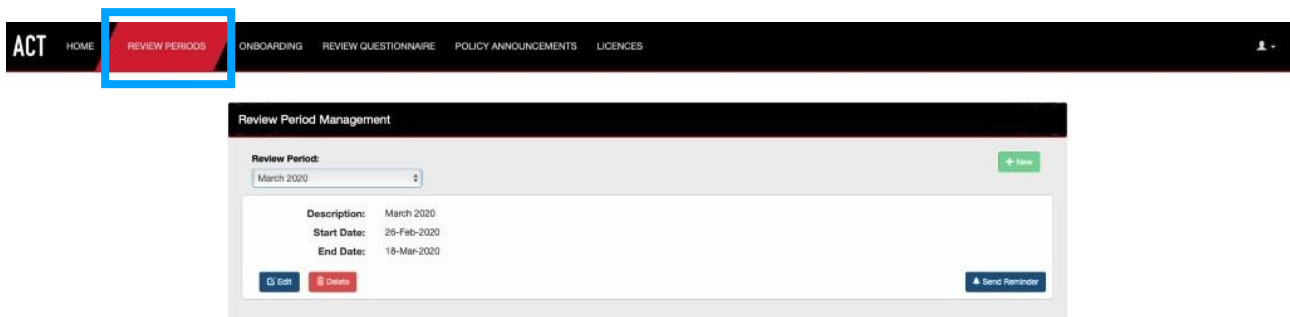 ACT HOME REVIEW PERIODS ONBOARDING REVIEW QUESTIONNAIRE POLICY ANNOUNCEMENTS LICENCES
Review Period Management
Review Period:
New
March 2020
Description: March 2020
Start Date: 26-Feb-2020
End Date: 18-Mar-2020
Edit Delete Send Reminder